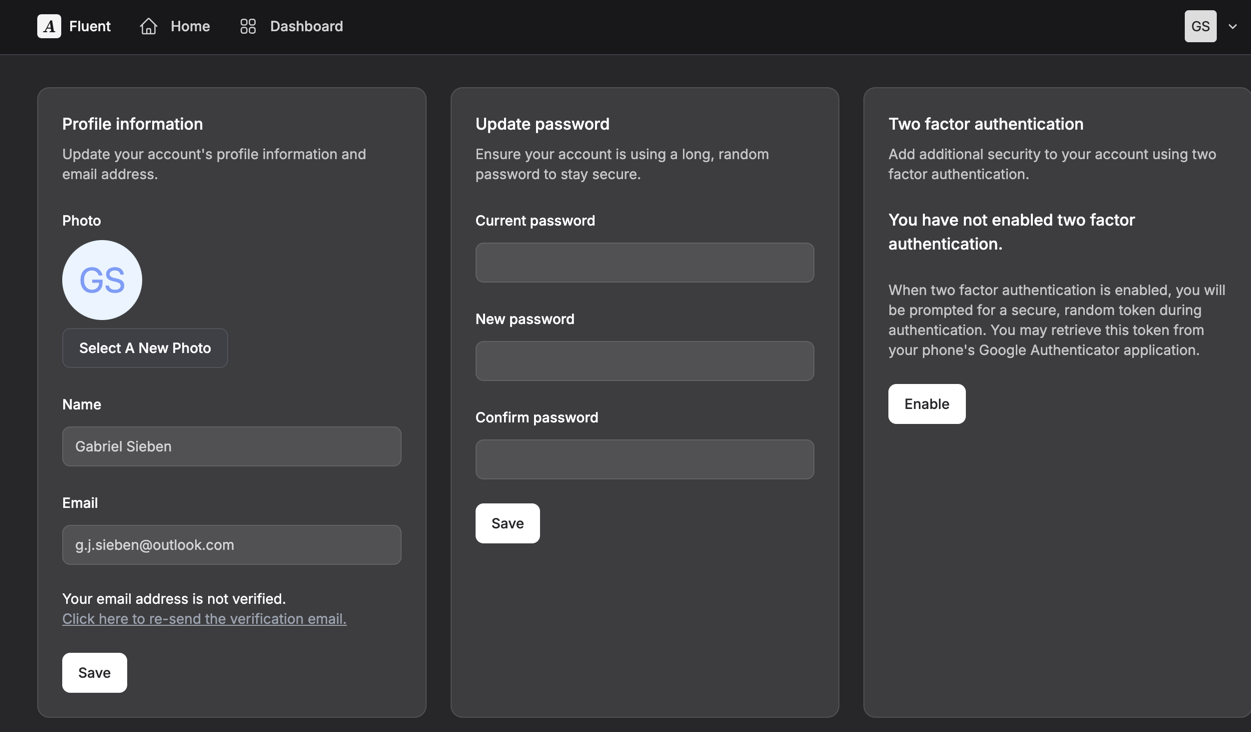 A Fluent Home Dashboard GS
Profile information
Update your account's profile information and
email address.
Photo
GS
Select A New Photo
Name
Gabriel Sieben
Email
g.j.sieben@outlook.com
Your email address is not verified.
Click here to re-send the verification email.
Save
Update password
Ensure your account is using a long, random
password to stay secure.
Current password
New password
Confirm password
Save
Two factor authentication
Add additional security to your account using two
factor authentication.
You have not enabled two factor
authentication.
When two factor authentication is enabled, you will
be prompted for a secure, random token during
authentication. You may retrieve this token from
your phone's Google Authenticator application.
Enable